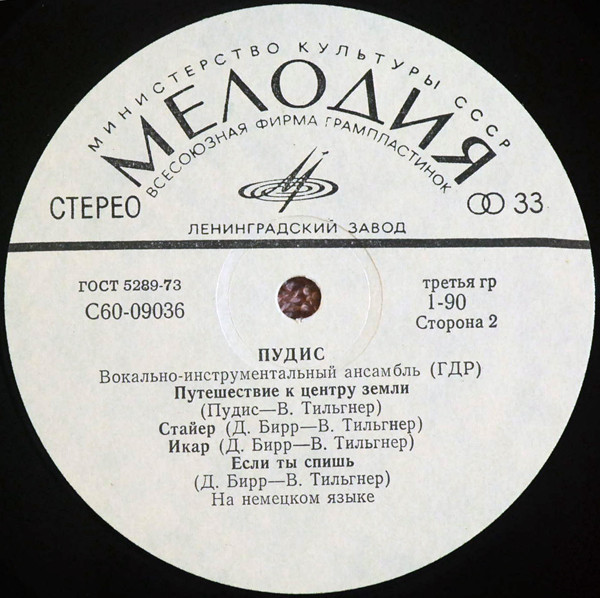 МИНИСТЕРСТВО КУЛЬТУРЫ СССР
МЕЛОДИЯ
ВСЕСОЮЗНАЯ ФИРМА ГРАМПЛАСТИНОК
СТЕРЕО
33
ЛЕНИНГРАДСКИЙ ЗАВОД
ГОСТ 5289-73
С60-09036
третья гр
1-90
Сторона 2
ПУДИС
Вокально-инструментальный ансамбль (ГДР)
Путешествие к центру земли
(Пудис—В. Тильгнер)
Стайер (Д. Бирр—В. Тильгнер)
Икар (Д. Бирр—В. Тильгнер)
Если ты спишь
(Д. Бирр—В. Тильгнер)
На немецком языке